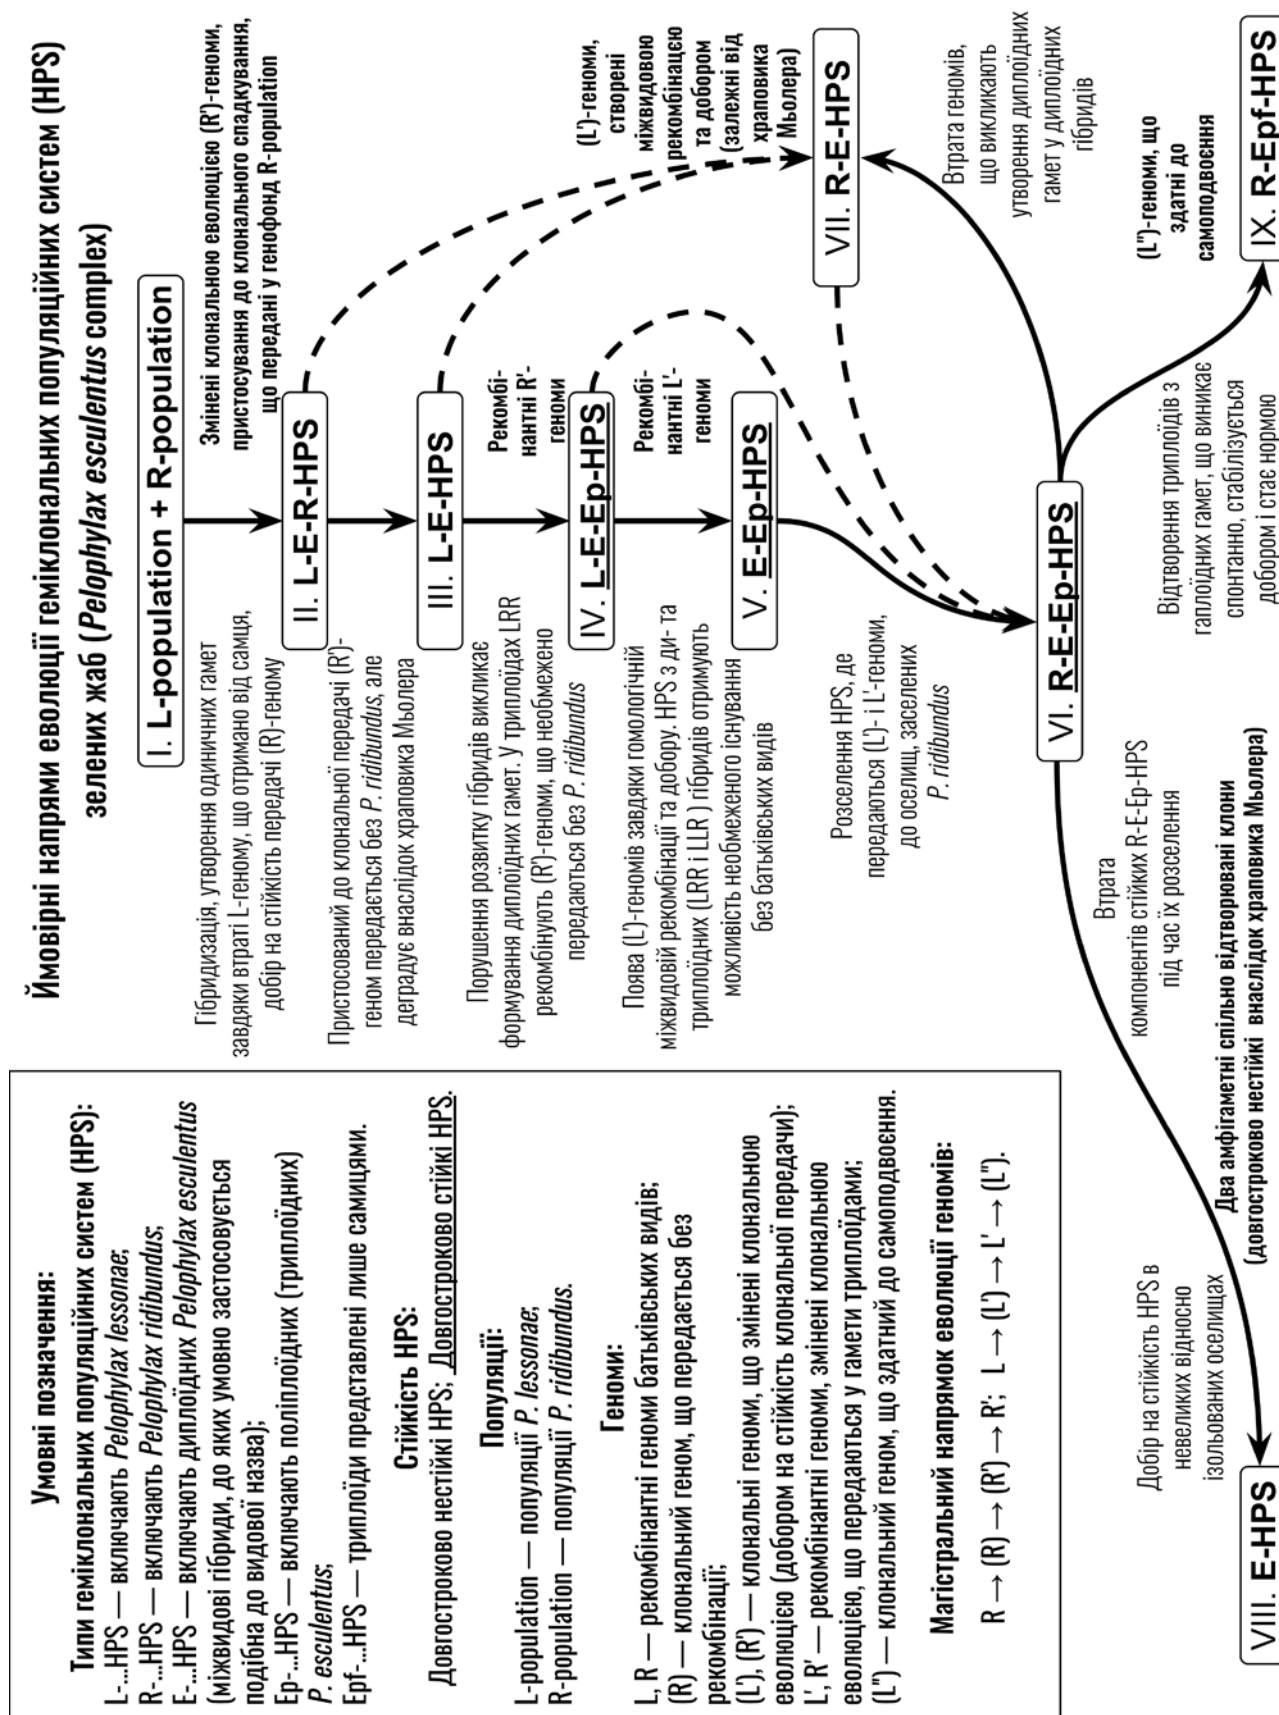 Ймовірні напрями еволюції геміклональних популяційних систем (HPS)
зелених жаб (Pelophylax esculentus complex)
Умовні позначення:
Типи геміклональних популяційних систем (HPS):
L-...HPS — включають Pelophylax lessonae;
R-...HPS — включають Pelophylax ridibundus;
E-...HPS — включають диплоїдних Pelophylax esculentus
(міжвидові гібриди, до яких умовно застосовується
подібна до видової назва);
Ep-...HPS — включають поліплоїдних (триплоїдних)
P. esculentus;
Epf-...HPS — триплоїди представлені лише самицями.
Стійкість HPS:
Довгостроково нестійкі HPS; Довгостроково стійкі HPS.
Популяції:
L-population — популяції P. lessonae;
R-population — популяції P. ridibundus.
Геноми:
L, R — рекомбінантні геноми батьківських видів;
(R) — клональний геном, що передається без
рекомбінації;
(L'), (R') — клональні геноми, що змінені клональною
еволюцією (добором на стійкість клональної передачі);
L', R' — рекомбінантні геноми, змінені клональною
еволюцією, що передаються у гамети триплоїдами;
(L'') — клональний геном, що здатний до самоподвоєння.
Магістральний напрямок еволюції геномів:
R → (R) → (R') → R'; L → (L) → L' → (L'').
I. L-population + R-population
Гібридизація, утворення одиничних гамет
завдяки втраті L-геному, що отримано від самця,
добір на стійкість передачі (R)-геному
Змінені клональною еволюцією (R')-геноми,
пристосування до клонального спадкування,
що передані у генофонд R-population
II. L-E-R-HPS
Пристосований до клональної передачі (R')-
геном передається без P. ridibundus, але
деградує внаслідок храповика Мьолера
III. L-E-HPS
Порушення розвитку гібридів викликає
формування диплоїдних гамет. У триплоїдах LRR
рекомбінують (R')-геноми, що необмежено
передаються без P. ridibundus
Рекомбі-
нантні R'-
геноми
IV. L-E-Ep-HPS
Поява (L')-геномів завдяки гомологічній
міжвидовій рекомбінації та добору. HPS з ди- та
триплоїдних (LRR і LLR ) гібридів отримують
можливість необмеженого існування
без батьківських видів
Рекомбі-
нантні L'-
геноми
V. E-Ep-HPS
(L')-геноми,
створені
міжвидовою
рекомбінацією
та добором
(залежні від
храповика
Мьолера)
VII. R-E-HPS
Розселення HPS, де
передаються (L')- і L'-геноми,
до оселищ, заселених
P. ridibundus
Втрата геномів,
що викликають
утворення диплоїдних
гамет у диплоїдних
гібридів
VI. R-E-Ep-HPS
Втрата
компонентів стійких R-E-Ep-HPS
під час їх розселення
Відтворення триплоїдів з
гаплоїдних гамет, що виникає
спонтанно, стабілізується
добором і стає нормою
(L'')-геноми, що
здатні до
самоподвоєння
Добір на стійкість HPS в
невеликих відносно
ізольованих оселищах
Два амфігаметні спільно відтворювані клони
(довгостроково нестійкі внаслідок храповика Мьолера)
VIII. E-HPS
IX. R-Epf-HPS